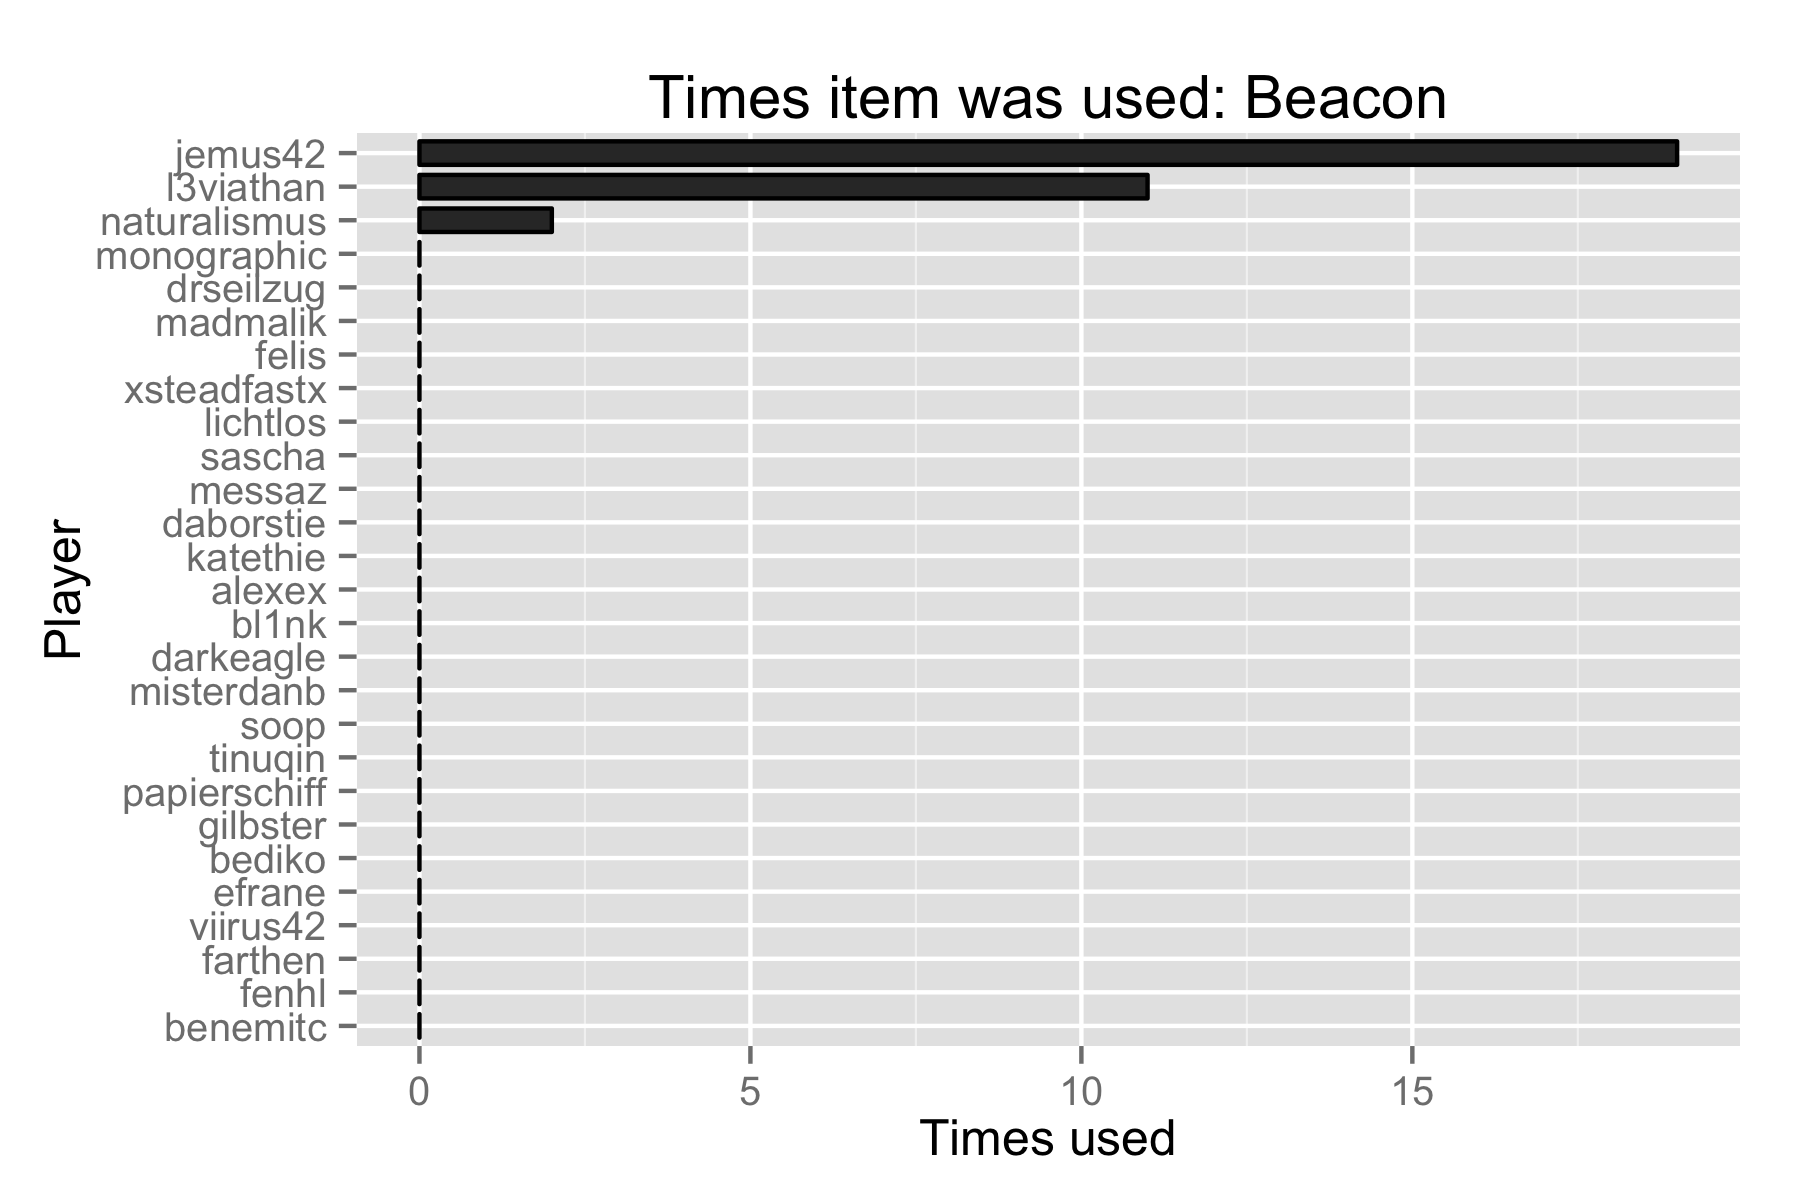 Times item was used: Beacon
jemus42
l3viathan
naturalismus
monographic
drseilzug
madmalik
felis
xsteadfastx
lichtlos
sascha
messaz
daborstie
katethie
alexex
bl1nk
darkeagle
misterdanb
soop
tinuqin
papierschiff
gilbster
bediko
efrane
viirus42
farthen
fenhl
benemitc
Player
0 5 10 15
Times used